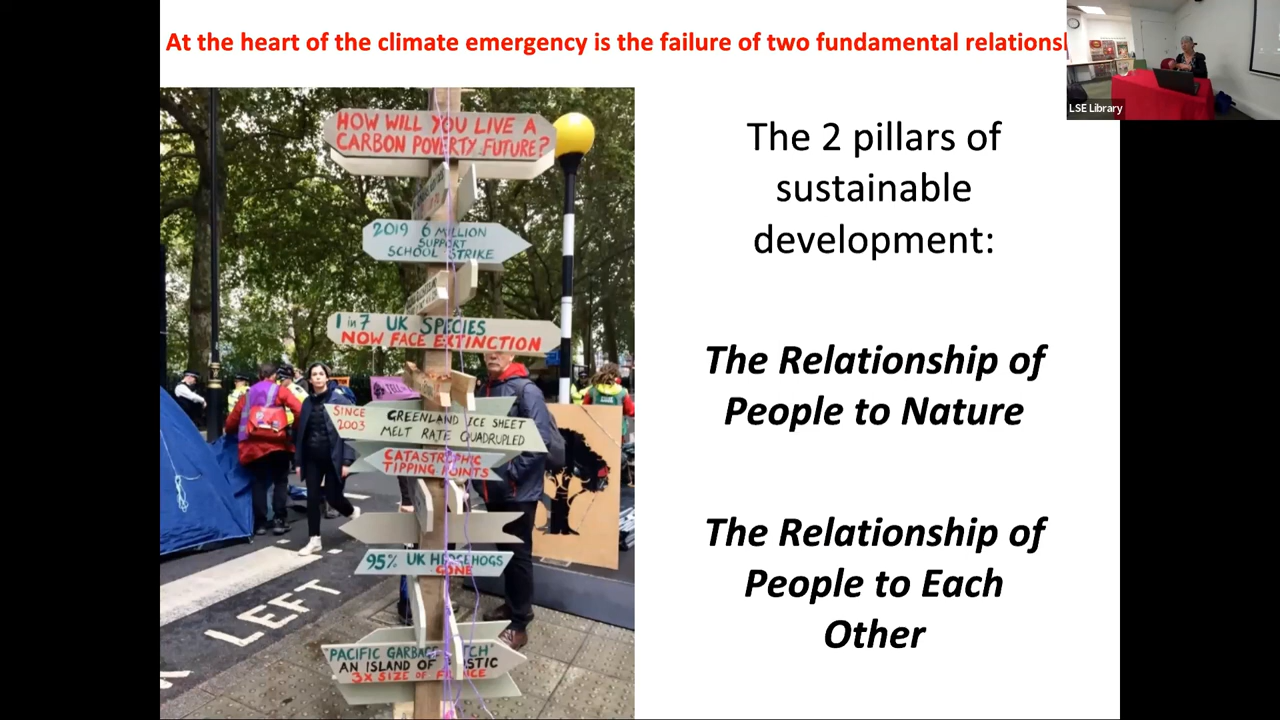 At the heart of the climate emergency is the failure of two fundamental
LSE Library
HOW WILL YOU LIVE A
CARBON POVERTY FUTURE?
2019 6 MILLION
SUPPORT
SCHOOL STRIKE
1 in 7 UK SPECIES
NOW FACE EXTINCTION
SINCE
2003
GREENLAND ICE SHEET
MELT RATE QUADRUPLED
CATASTROPHIC
TIPPING POINTS
95% UK HEDGEHOGS
GONE
PACIFIC GARBAGE PATCH
AN ISLAND OF PLASTIC
3X SIZE OF FRANCE
LEFT
The 2 pillars of
sustainable
development:
The Relationship of
People to Nature
The Relationship of
People to Each
Other